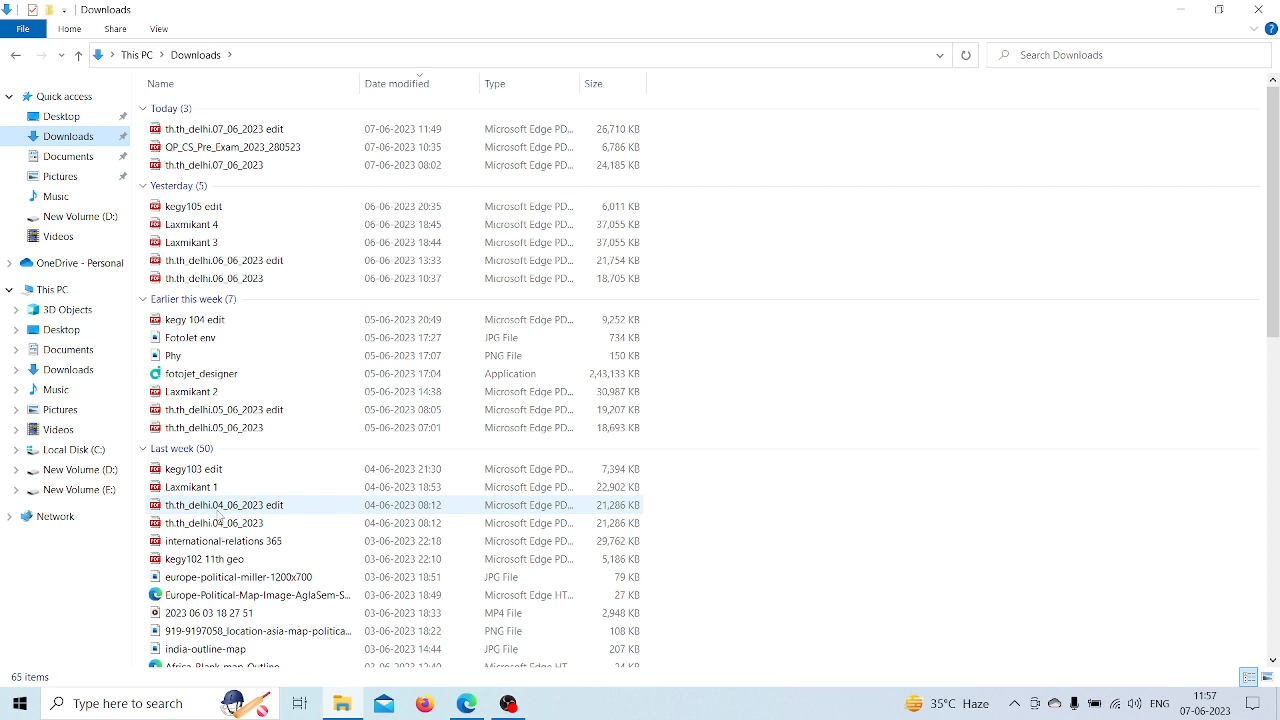 Downloads
File Home Share View
This PC Downloads Search Downloads
Name Date modified Type Size
Quick access
Desktop
Downloads
Documents
Pictures
Music
New Volume (D:)
Videos
OneDrive - Personal
This PC
3D Objects
Desktop
Documents
Downloads
Music
Pictures
Videos
Local Disk (C:)
New Volume (D:)
New Volume (E:)
Network
Today (3)
th.th_delhi.07_06_2023 edit 07-06-2023 11:49 Microsoft Edge PD... 26,710 KB
QP_CS_Pre_Exam_2023_280523 07-06-2023 10:35 Microsoft Edge PD... 6,786 KB
th.th_delhi.07_06_2023 07-06-2023 08:02 Microsoft Edge PD... 24,185 KB
Yesterday (5)
kegy105 edit 06-06-2023 20:35 Microsoft Edge PD... 6,011 KB
Laxmikant 4 06-06-2023 18:45 Microsoft Edge PD... 37,055 KB
Laxmikant 3 06-06-2023 18:44 Microsoft Edge PD... 37,055 KB
th.th_delhi.06_06_2023 edit 06-06-2023 13:33 Microsoft Edge PD... 21,754 KB
th.th_delhi.06_06_2023 06-06-2023 10:37 Microsoft Edge PD... 18,705 KB
Earlier this week (7)
kegy 104 edit 05-06-2023 20:49 Microsoft Edge PD... 9,252 KB
FotoJet env 05-06-2023 17:27 JPG File 734 KB
Phy 05-06-2023 17:07 PNG File 150 KB
fotojet_designer 05-06-2023 17:04 Application 2,43,133 KB
Laxmikant 2 05-06-2023 14:38 Microsoft Edge PD... 30,987 KB
th.th_delhi.05_06_2023 edit 05-06-2023 08:05 Microsoft Edge PD... 19,207 KB
th.th_delhi.05_06_2023 05-06-2023 07:01 Microsoft Edge PD... 18,693 KB
Last week (50)
kegy103 edit 04-06-2023 21:30 Microsoft Edge PD... 7,394 KB
Laxmikant 1 04-06-2023 18:53 Microsoft Edge PD... 22,902 KB
th.th_delhi.04_06_2023 edit 04-06-2023 08:12 Microsoft Edge PD... 21,286 KB
th.th_delhi.04_06_2023 04-06-2023 08:12 Microsoft Edge PD... 21,286 KB
international-relations 365 03-06-2023 22:18 Microsoft Edge PD... 29,762 KB
kegy102 11th geo 03-06-2023 22:10 Microsoft Edge PD... 5,186 KB
europe-political-miller-1200x700 03-06-2023 18:51 JPG File 79 KB
Europe-Political-Map-Image-AglaSem-S... 03-06-2023 18:49 Microsoft Edge HT... 27 KB
2023 06 03 18 27 51 03-06-2023 18:33 MP4 File 2,948 KB
919-9197058_location-asia-map-politica... 03-06-2023 18:22 PNG File 108 KB
india-outline-map 03-06-2023 14:44 JPG File 207 KB
Africa-Blank-map-Outline 03-06-2023 12:40 Microsoft Edge HT... 24 KB
65 items
Type here to search
35°C Haze ENG 11:57
07-06-2023